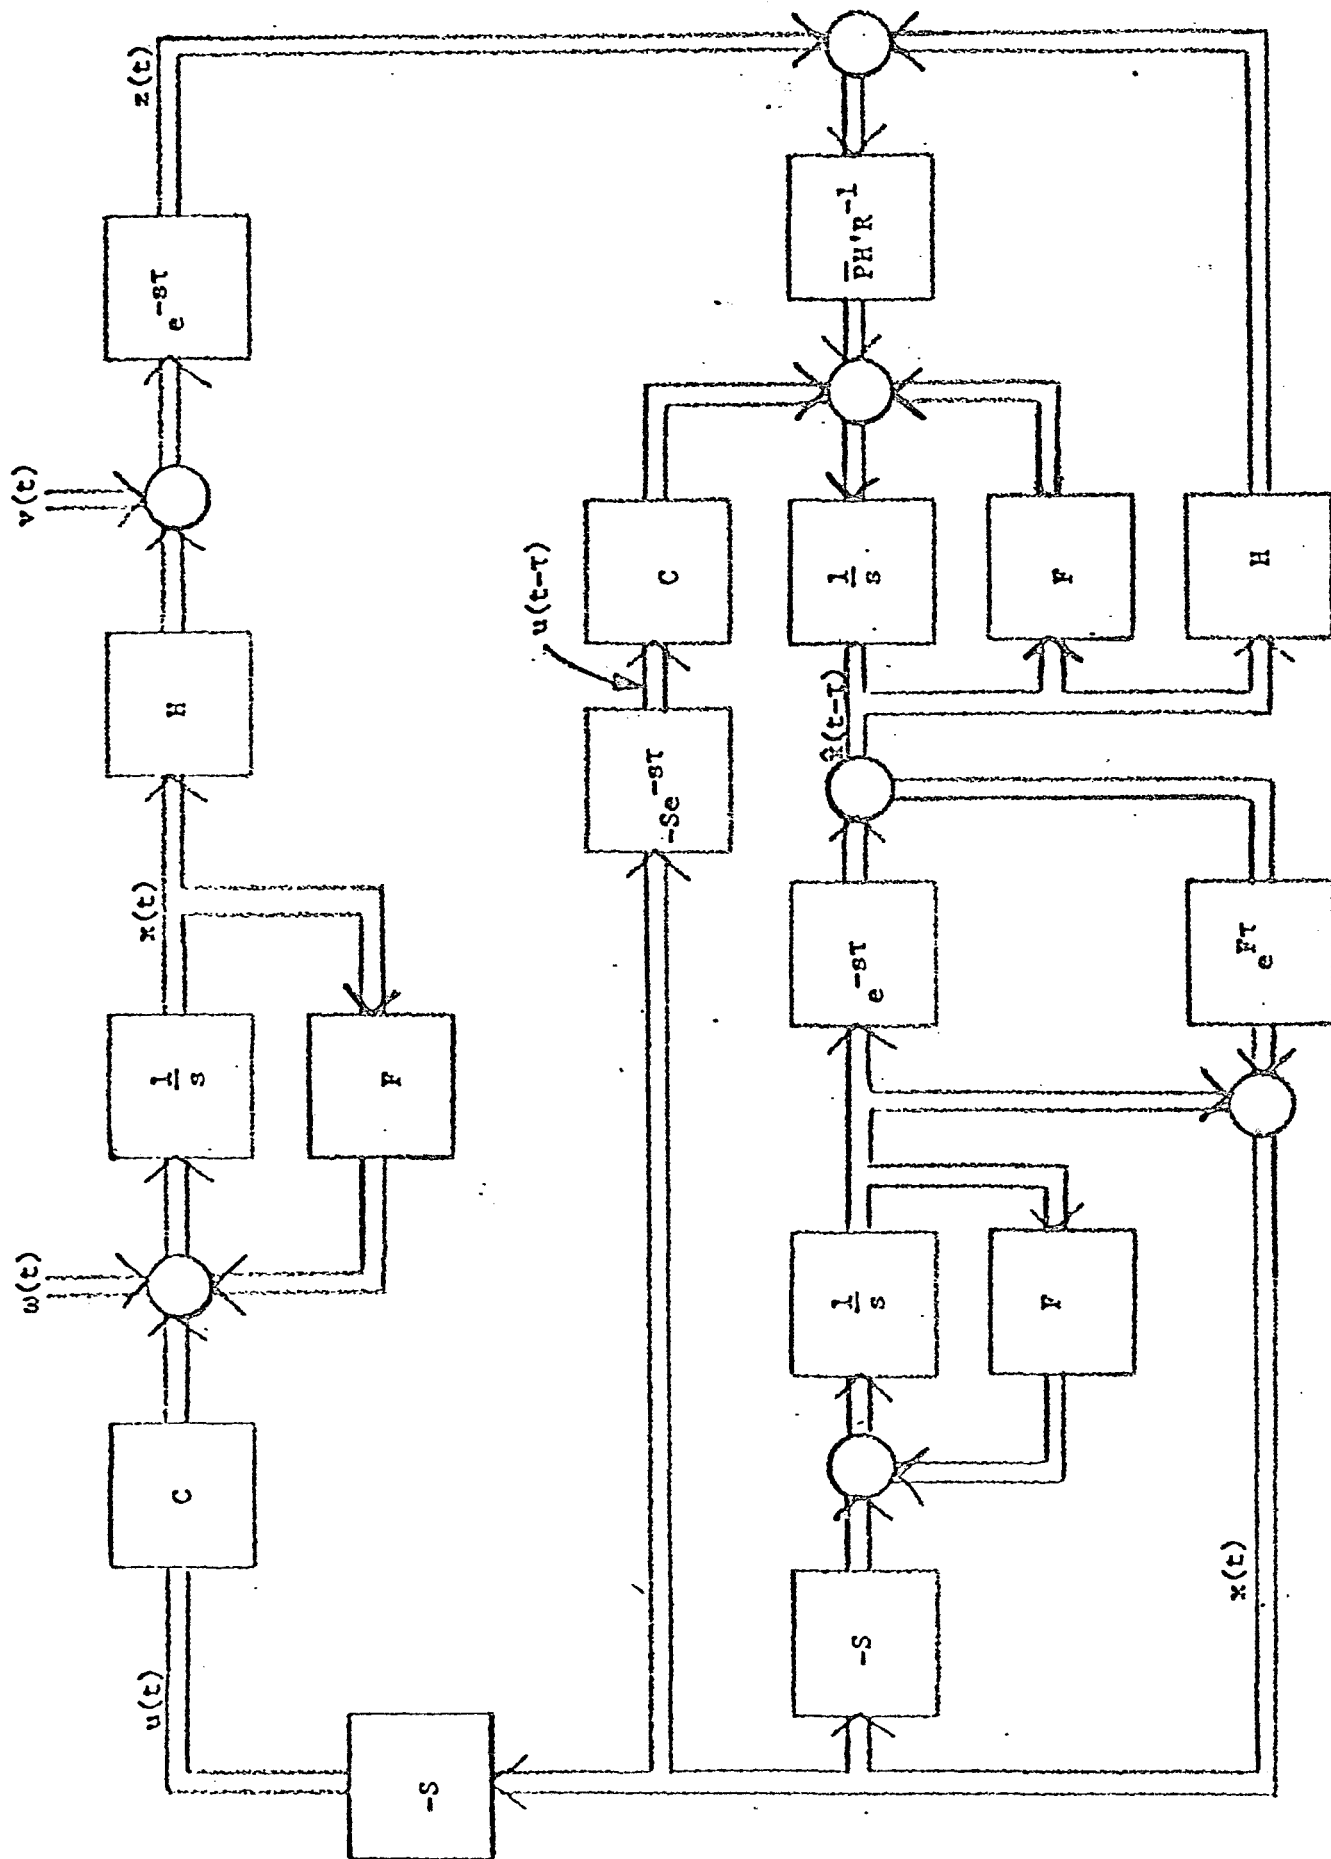 ω(t)
v(t)
u(t)
x(t)
z(t)
C
1/s
H
e^-sτ
F
-S
u(t-τ)
-Se^-sτ
C
x̂(t-τ)
-S
1/s
e^-sτ
1/s
P̄H'R^-1
F
F
x(t)
e^Fτ
H